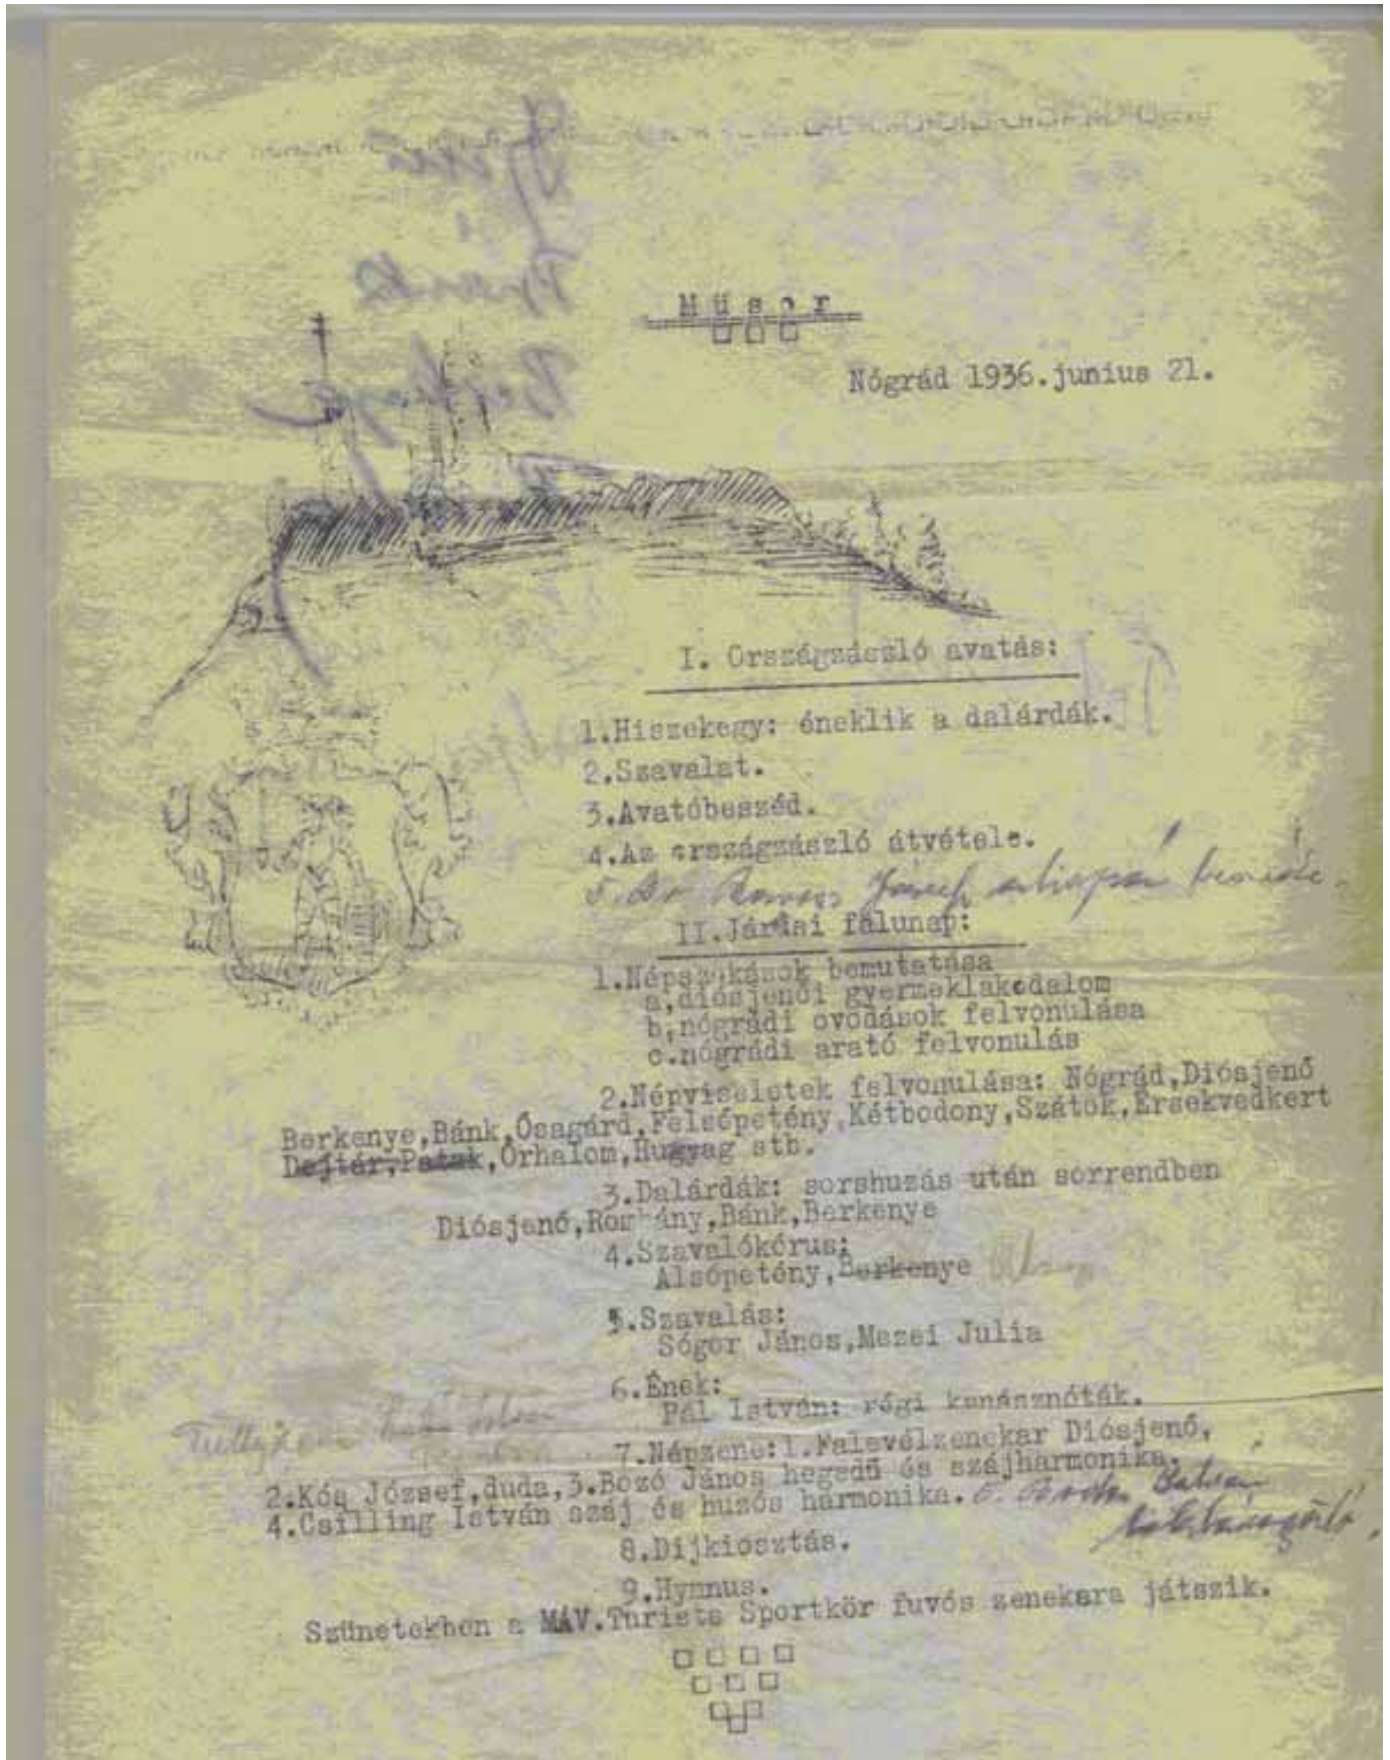 Műsor
Nógrád 1936.junius 21.
I. Országzászló avatás:
1.Hiszekegy: éneklik a dalárdák.
2.Szavalat.
3.Avatóbeszéd.
4.Az országzászló átvétele.
5. Dr József
II.Járási falunap:
1.Népszokások bemutatása
a,diósjenői gyermeklakodalom
b,nógrádi ovodások felvonulása
c.nógrádi arató felvonulás
2.Népviseletek felvonulása: Nógrád,Diósjenő
Berkenye,Bánk,Ősagárd,Felsőpetény,Kétbodony,Szátok,Érsekvedkert
Dejtár,Patak,Őrhalom,Hugyag stb.
3.Dalárdák: sorshuzás után sorrendben
Diósjenő,Romhány,Bánk,Berkenye
4.Szavalókórus:
Alsópetény,Berkenye
5.Szavalás:
Sógor János,Mezei Julia
6.Ének:
Pál István: régi kanásznóták.
7.Népzene:1.Falevélzenekar Diósjenő,
2.Kóq József,duda,3.Bozó János hegedű és szájharmonika.
4.Csilling István száj és huzós harmonika. 5.
8.Dijkiosztás.
9.Hymnus.
Szünetekben a MÁV.Turista Sportkör fuvós zenekara játszik.